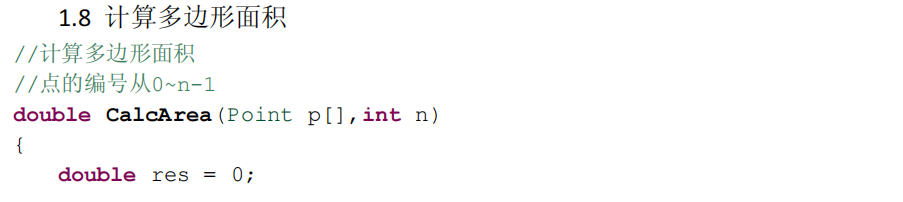 1.8 计算多边形面积
//计算多边形面积
//点的编号从0~n-1
double CalcArea(Point p[],int n)
{
double res = 0;